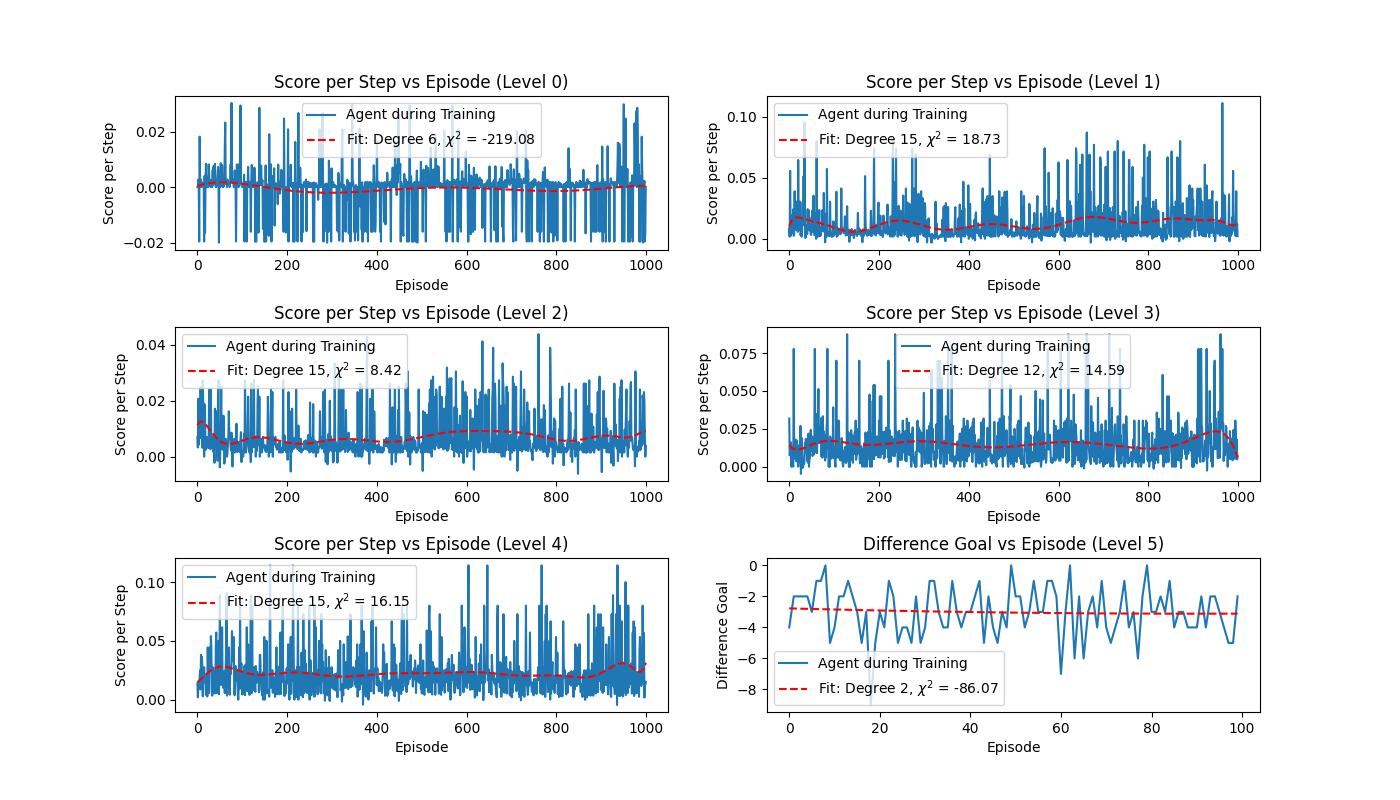 Score per Step vs Episode (Level 0)
Score per Step
0.02
0.00
−0.02
Agent during Training
Fit: Degree 6, χ² = -219.08
0 200 400 600 800 1000
Episode
Score per Step vs Episode (Level 1)
Score per Step
0.10
0.05
0.00
Agent during Training
Fit: Degree 15, χ² = 18.73
0 200 400 600 800 1000
Episode
Score per Step vs Episode (Level 2)
Score per Step
0.04
0.02
0.00
Agent during Training
Fit: Degree 15, χ² = 8.42
0 200 400 600 800 1000
Episode
Score per Step vs Episode (Level 3)
Score per Step
0.075
0.050
0.025
0.000
Agent during Training
Fit: Degree 12, χ² = 14.59
0 200 400 600 800 1000
Episode
Score per Step vs Episode (Level 4)
Score per Step
0.10
0.05
0.00
Agent during Training
Fit: Degree 15, χ² = 16.15
0 200 400 600 800 1000
Episode
Difference Goal vs Episode (Level 5)
Difference Goal
0
−2
−4
−6
−8
Agent during Training
Fit: Degree 2, χ² = -86.07
0 20 40 60 80 100
Episode